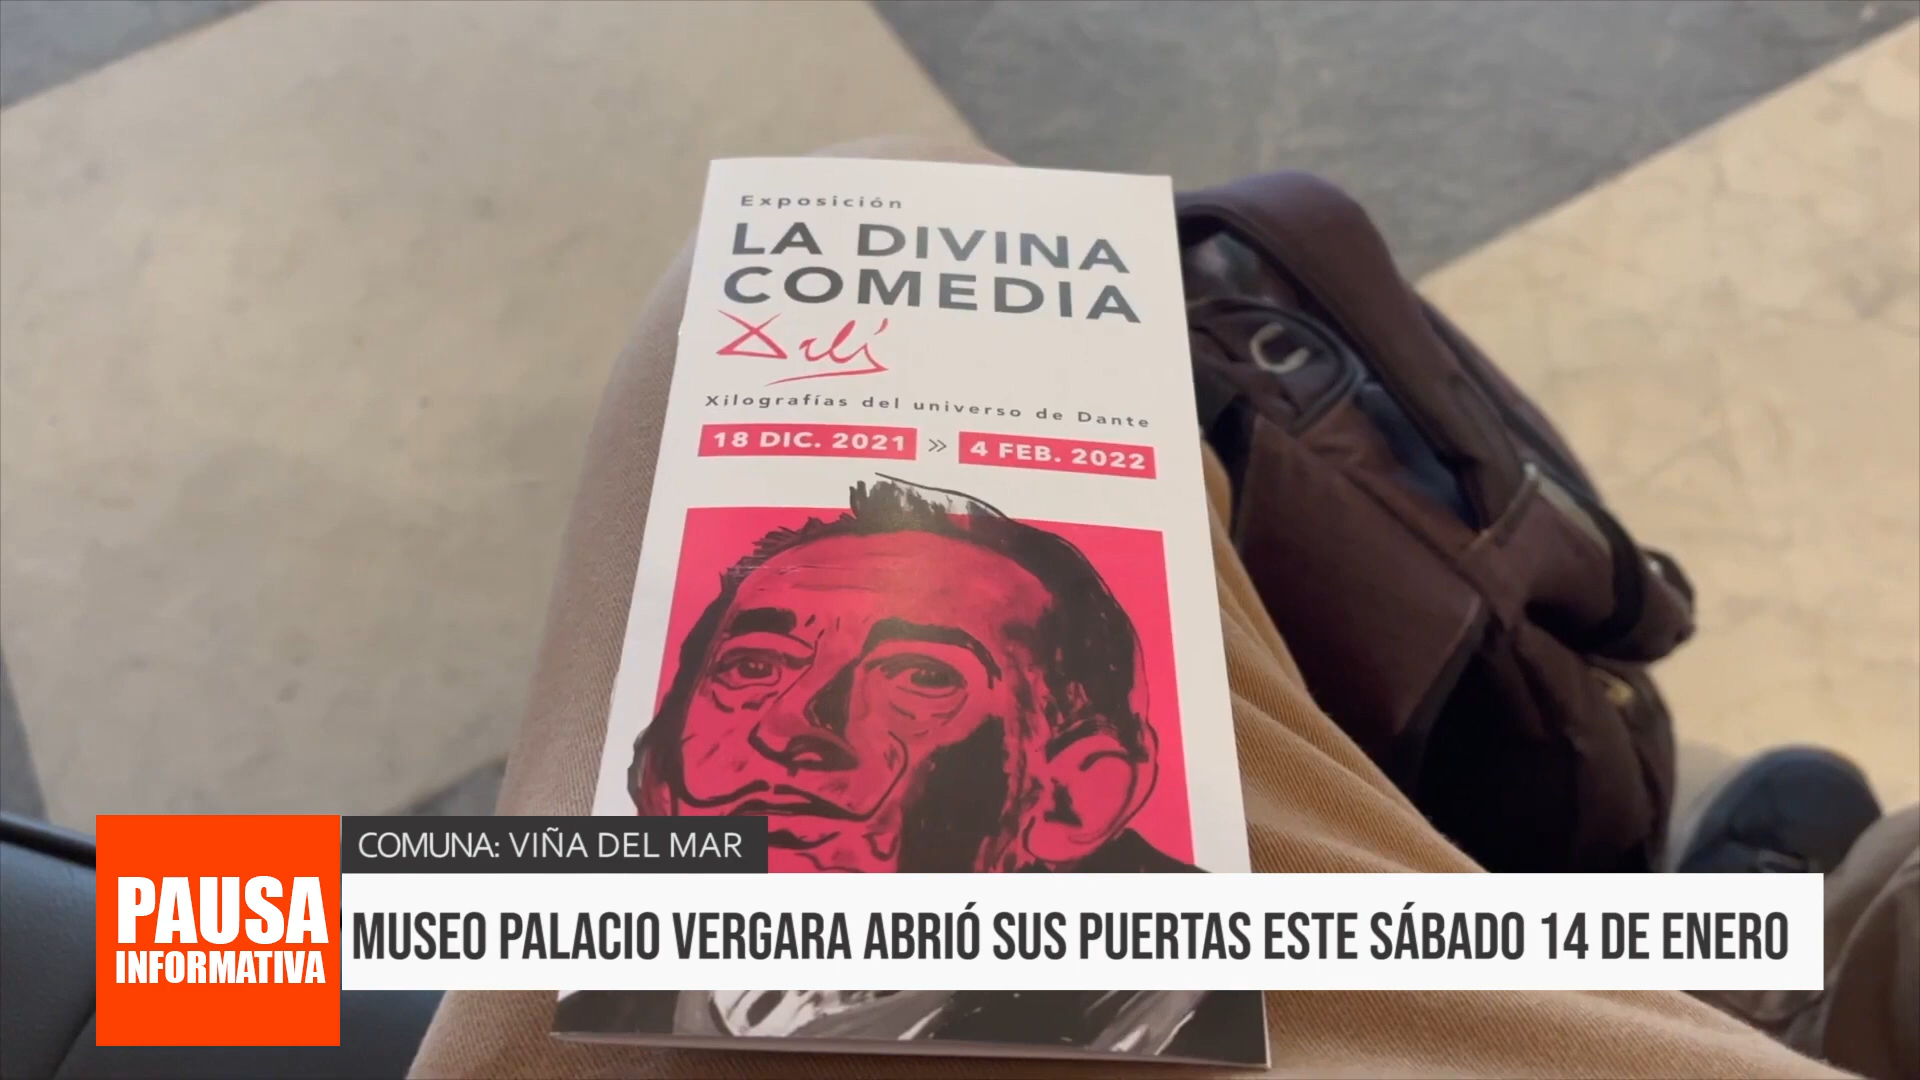 Exposición
LA DIVINA
COMEDIA
Dalí
Xilografías del universo de Dante
18 DIC. 2021 » 4 FEB. 2022
COMUNA: VIÑA DEL MAR
PAUSA
INFORMATIVA
MUSEO PALACIO VERGARA ABRIÓ SUS PUERTAS ESTE SÁBADO 14 DE ENERO